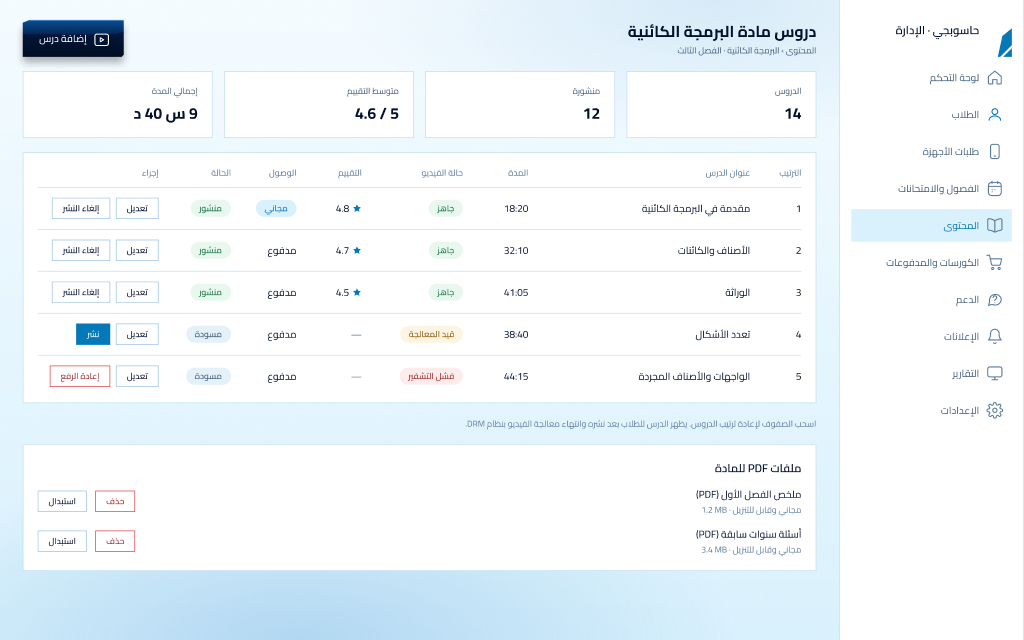 حاسوبجي · الإدارة
لوحة التحكم
الطلاب
طلبات الأجهزة
الفصول والامتحانات
المحتوى
الكورسات والمدفوعات
الدعم
الإعلانات
التقارير
الإعدادات
دروس مادة البرمجة الكائنية
المحتوى › البرمجة الكائنية · الفصل الثالث
إضافة درس
الدروس
14
منشورة
12
متوسط التقييم
4.6 / 5
إجمالي المدة
9 س 40 د
الترتيب عنوان الدرس المدة حالة الفيديو التقييم الوصول الحالة إجراء
1 مقدمة في البرمجة الكائنية 18:20 جاهز ★ 4.8 مجاني منشور تعديل إلغاء النشر
2 الأصناف والكائنات 32:10 جاهز ★ 4.7 مدفوع منشور تعديل إلغاء النشر
3 الوراثة 41:05 جاهز ★ 4.5 مدفوع منشور تعديل إلغاء النشر
4 تعدد الأشكال 38:40 قيد المعالجة — مدفوع مسودة تعديل نشر
5 الواجهات والأصناف المجردة 44:15 فشل التشفير — مدفوع مسودة تعديل إعادة الرفع
اسحب الصفوف لإعادة ترتيب الدروس. يظهر الدرس للطلاب بعد نشره وانتهاء معالجة الفيديو بنظام DRM.
ملفات PDF للمادة
ملخص الفصل الأول (PDF)
مجاني وقابل للتنزيل · 1.2 MB
حذف استبدال
أسئلة سنوات سابقة (PDF)
مجاني وقابل للتنزيل · 3.4 MB
حذف استبدال